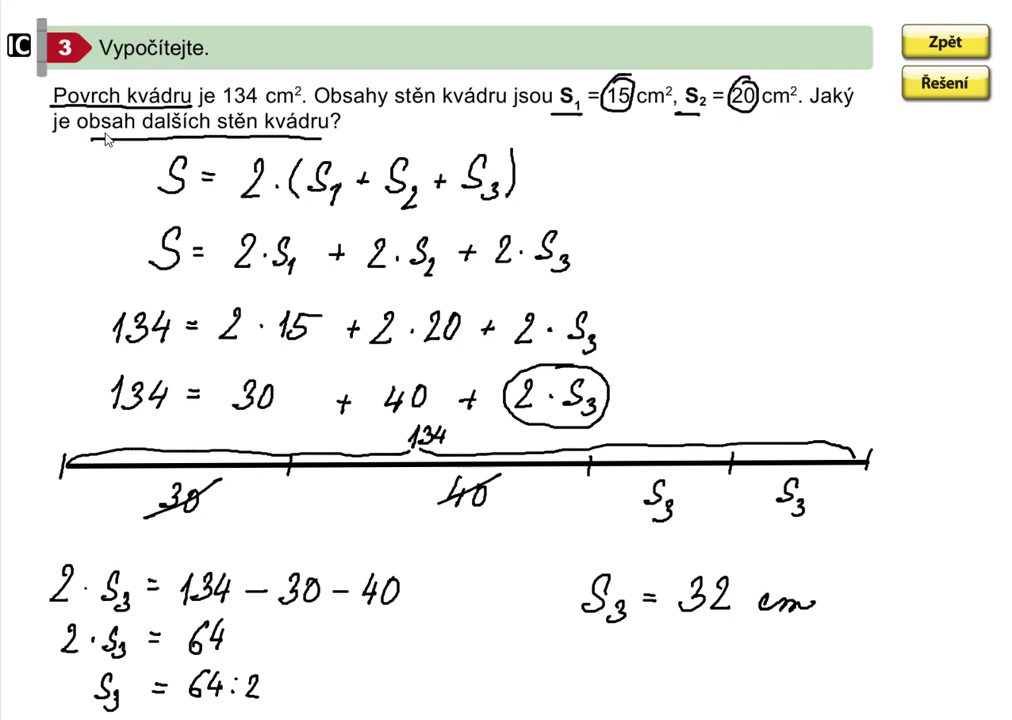 IC
3 Vypočítejte.
Zpět
Řešení
Povrch kvádru je 134 cm². Obsahy stěn kvádru jsou S₁ = 15 cm², S₂ = 20 cm². Jaký
je obsah dalších stěn kvádru?
S = 2·(S₁ + S₂ + S₃)
S = 2·S₁ + 2·S₂ + 2·S₃
134 = 2·15 + 2·20 + 2·S₃
134 = 30 + 40 + 2·S₃
134
30 40 S₃ S₃
2·S₃ = 134 – 30 – 40
S₃ = 32 cm
2·S₃ = 64
S₃ = 64:2